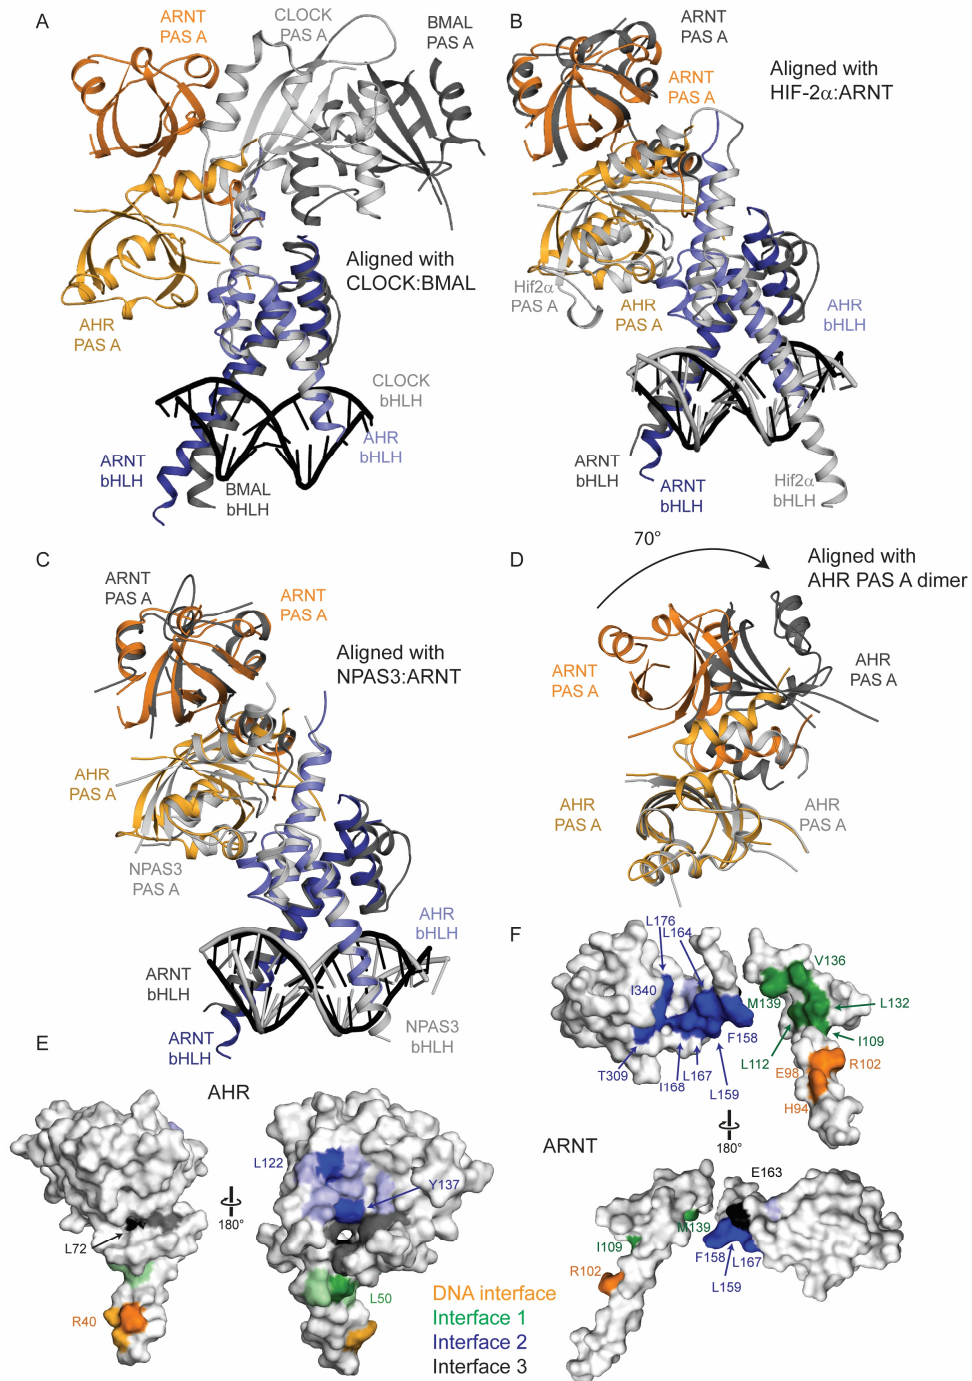 A
ARNT
PAS A
CLOCK
PAS A
BMAL
PAS A
Aligned with
CLOCK:BMAL
AHR
PAS A
CLOCK
bHLH
AHR
bHLH
ARNT
bHLH
BMAL
bHLH
B
ARNT
PAS A
ARNT
PAS A
Aligned with
HIF-2α:ARNT
Hif2α
PAS A
AHR
PAS A
AHR
bHLH
ARNT
bHLH
ARNT
bHLH
Hif2α
bHLH
C
ARNT
PAS A
ARNT
PAS A
Aligned with
NPAS3:ARNT
AHR
PAS A
NPAS3
PAS A
AHR
bHLH
ARNT
bHLH
ARNT
bHLH
NPAS3
bHLH
D
70°
Aligned with
AHR PAS A dimer
ARNT
PAS A
AHR
PAS A
AHR
PAS A
AHR
PAS A
E
AHR
L72
R40
180°
L122
Y137
L50
DNA interface
Interface 1
Interface 2
Interface 3
F
L176
L164
I340
T309
I168
L167
L159
F158
V136
M139
L132
I109
L112
E98
R102
H94
180°
ARNT
E163
M139
I109
R102
F158
L167
L159